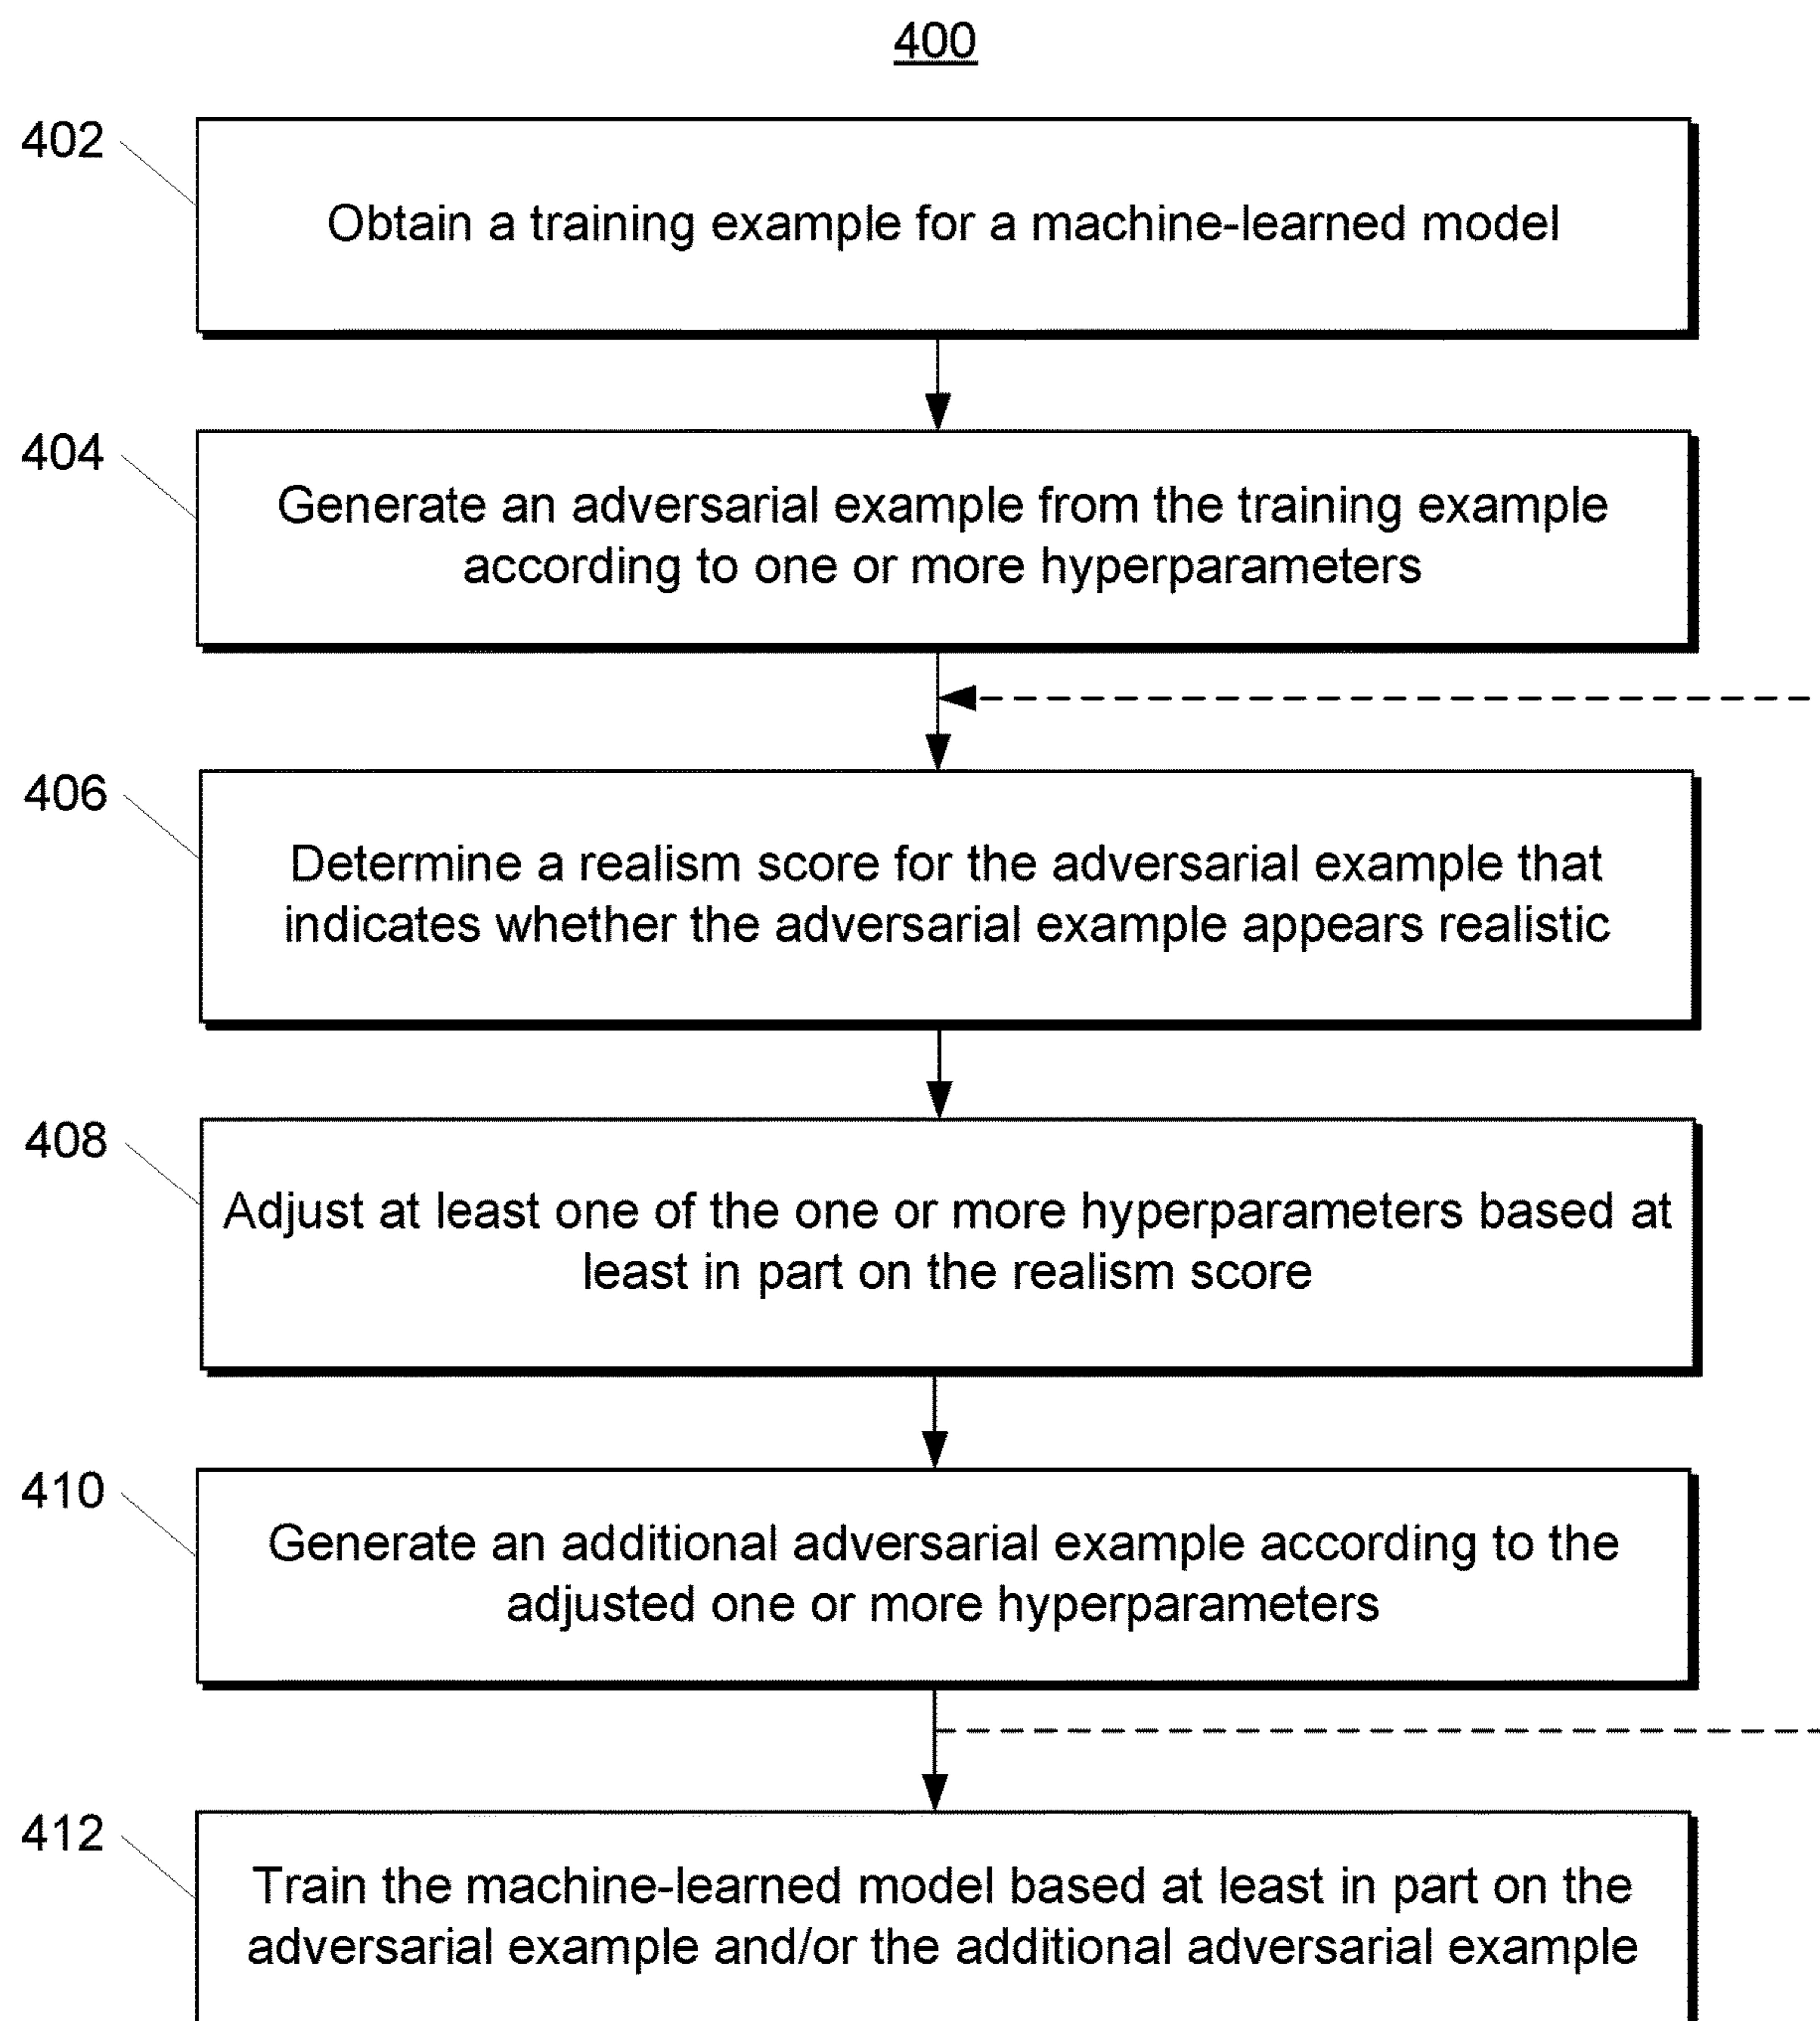 400
402
Obtain a training example for a machine-learned model
404
Generate an adversarial example from the training example
according to one or more hyperparameters
406
Determine a realism score for the adversarial example that
indicates whether the adversarial example appears realistic
408
Adjust at least one of the one or more hyperparameters based at
least in part on the realism score
410
Generate an additional adversarial example according to the
adjusted one or more hyperparameters
412
Train the machine-learned model based at least in part on the
adversarial example and/or the additional adversarial example